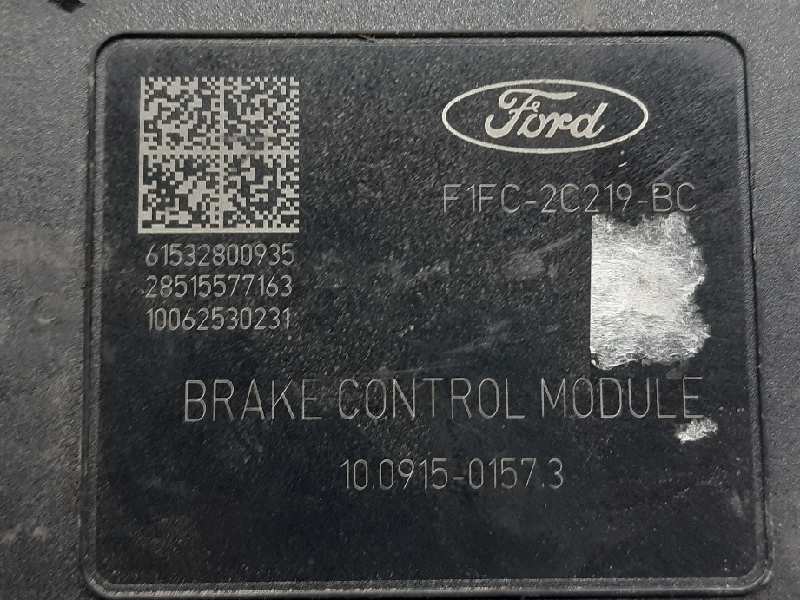 Ford
F1FC-2C219-BC
61532800935
28515577163
10062530231
BRAKE CONTROL MODULE
10.0915-0157.3